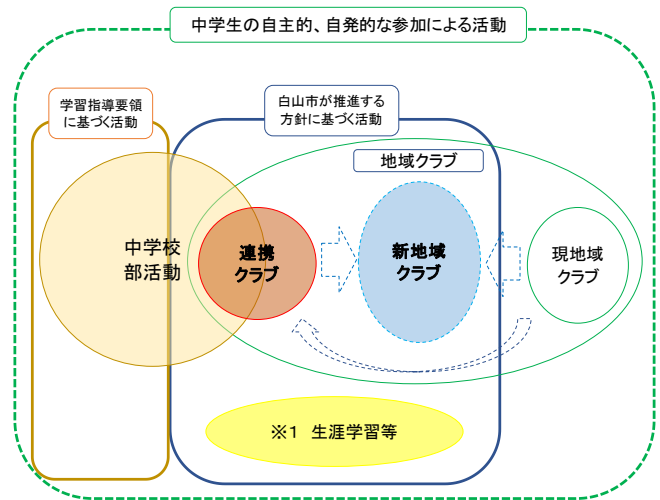 中学生の自主的、自発的な参加による活動
学習指導要領
に基づく活動
白山市が推進する
方針に基づく活動
地域クラブ
中学校
部活動
連携
クラブ
新地域
クラブ
現地域
クラブ
※1 生涯学習等